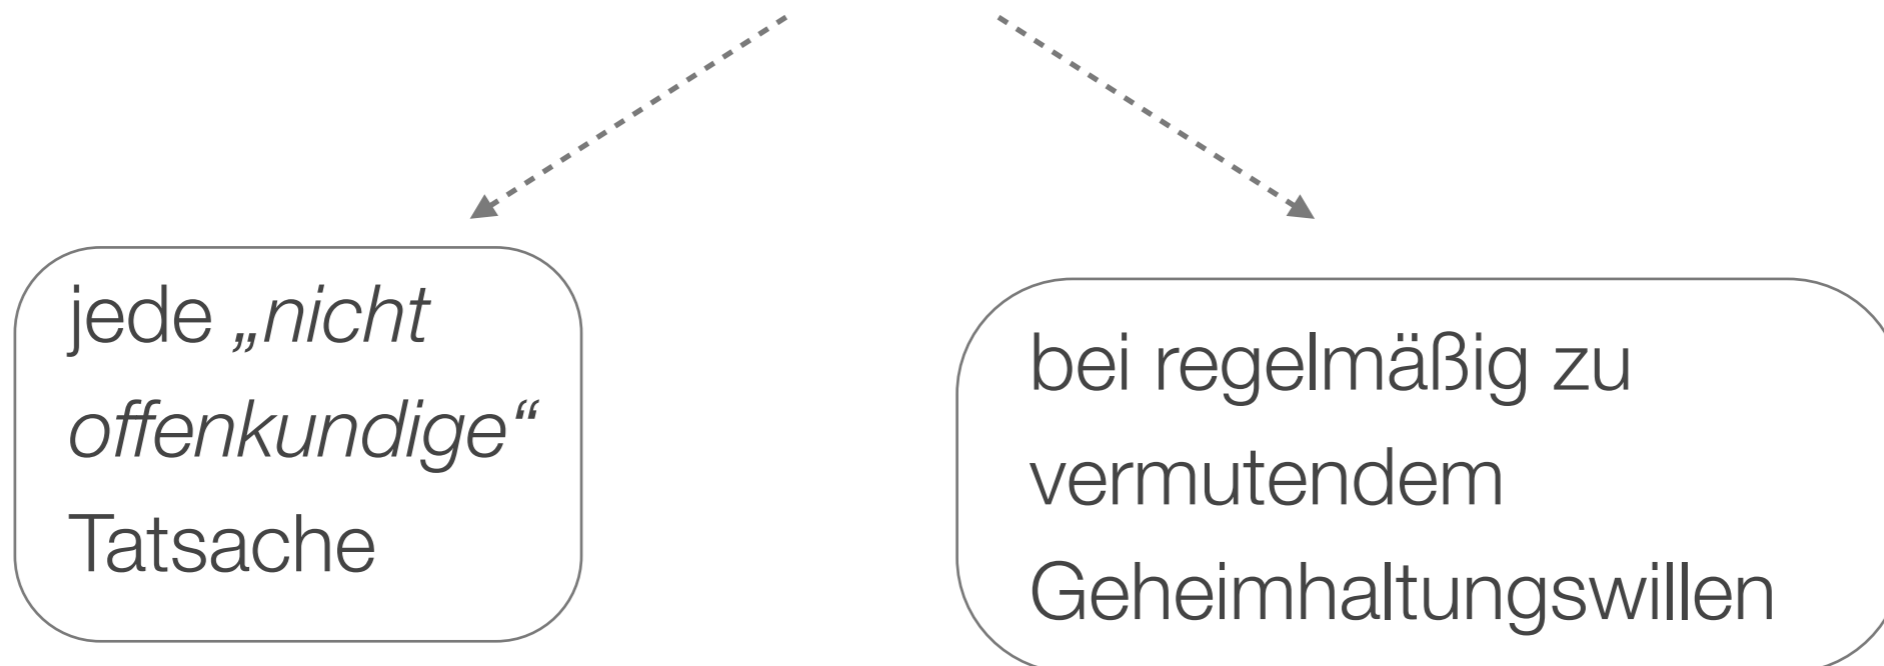 jede „nicht
offenkundige“
Tatsache
bei regelmäßig zu
vermutendem
Geheimhaltungswillen